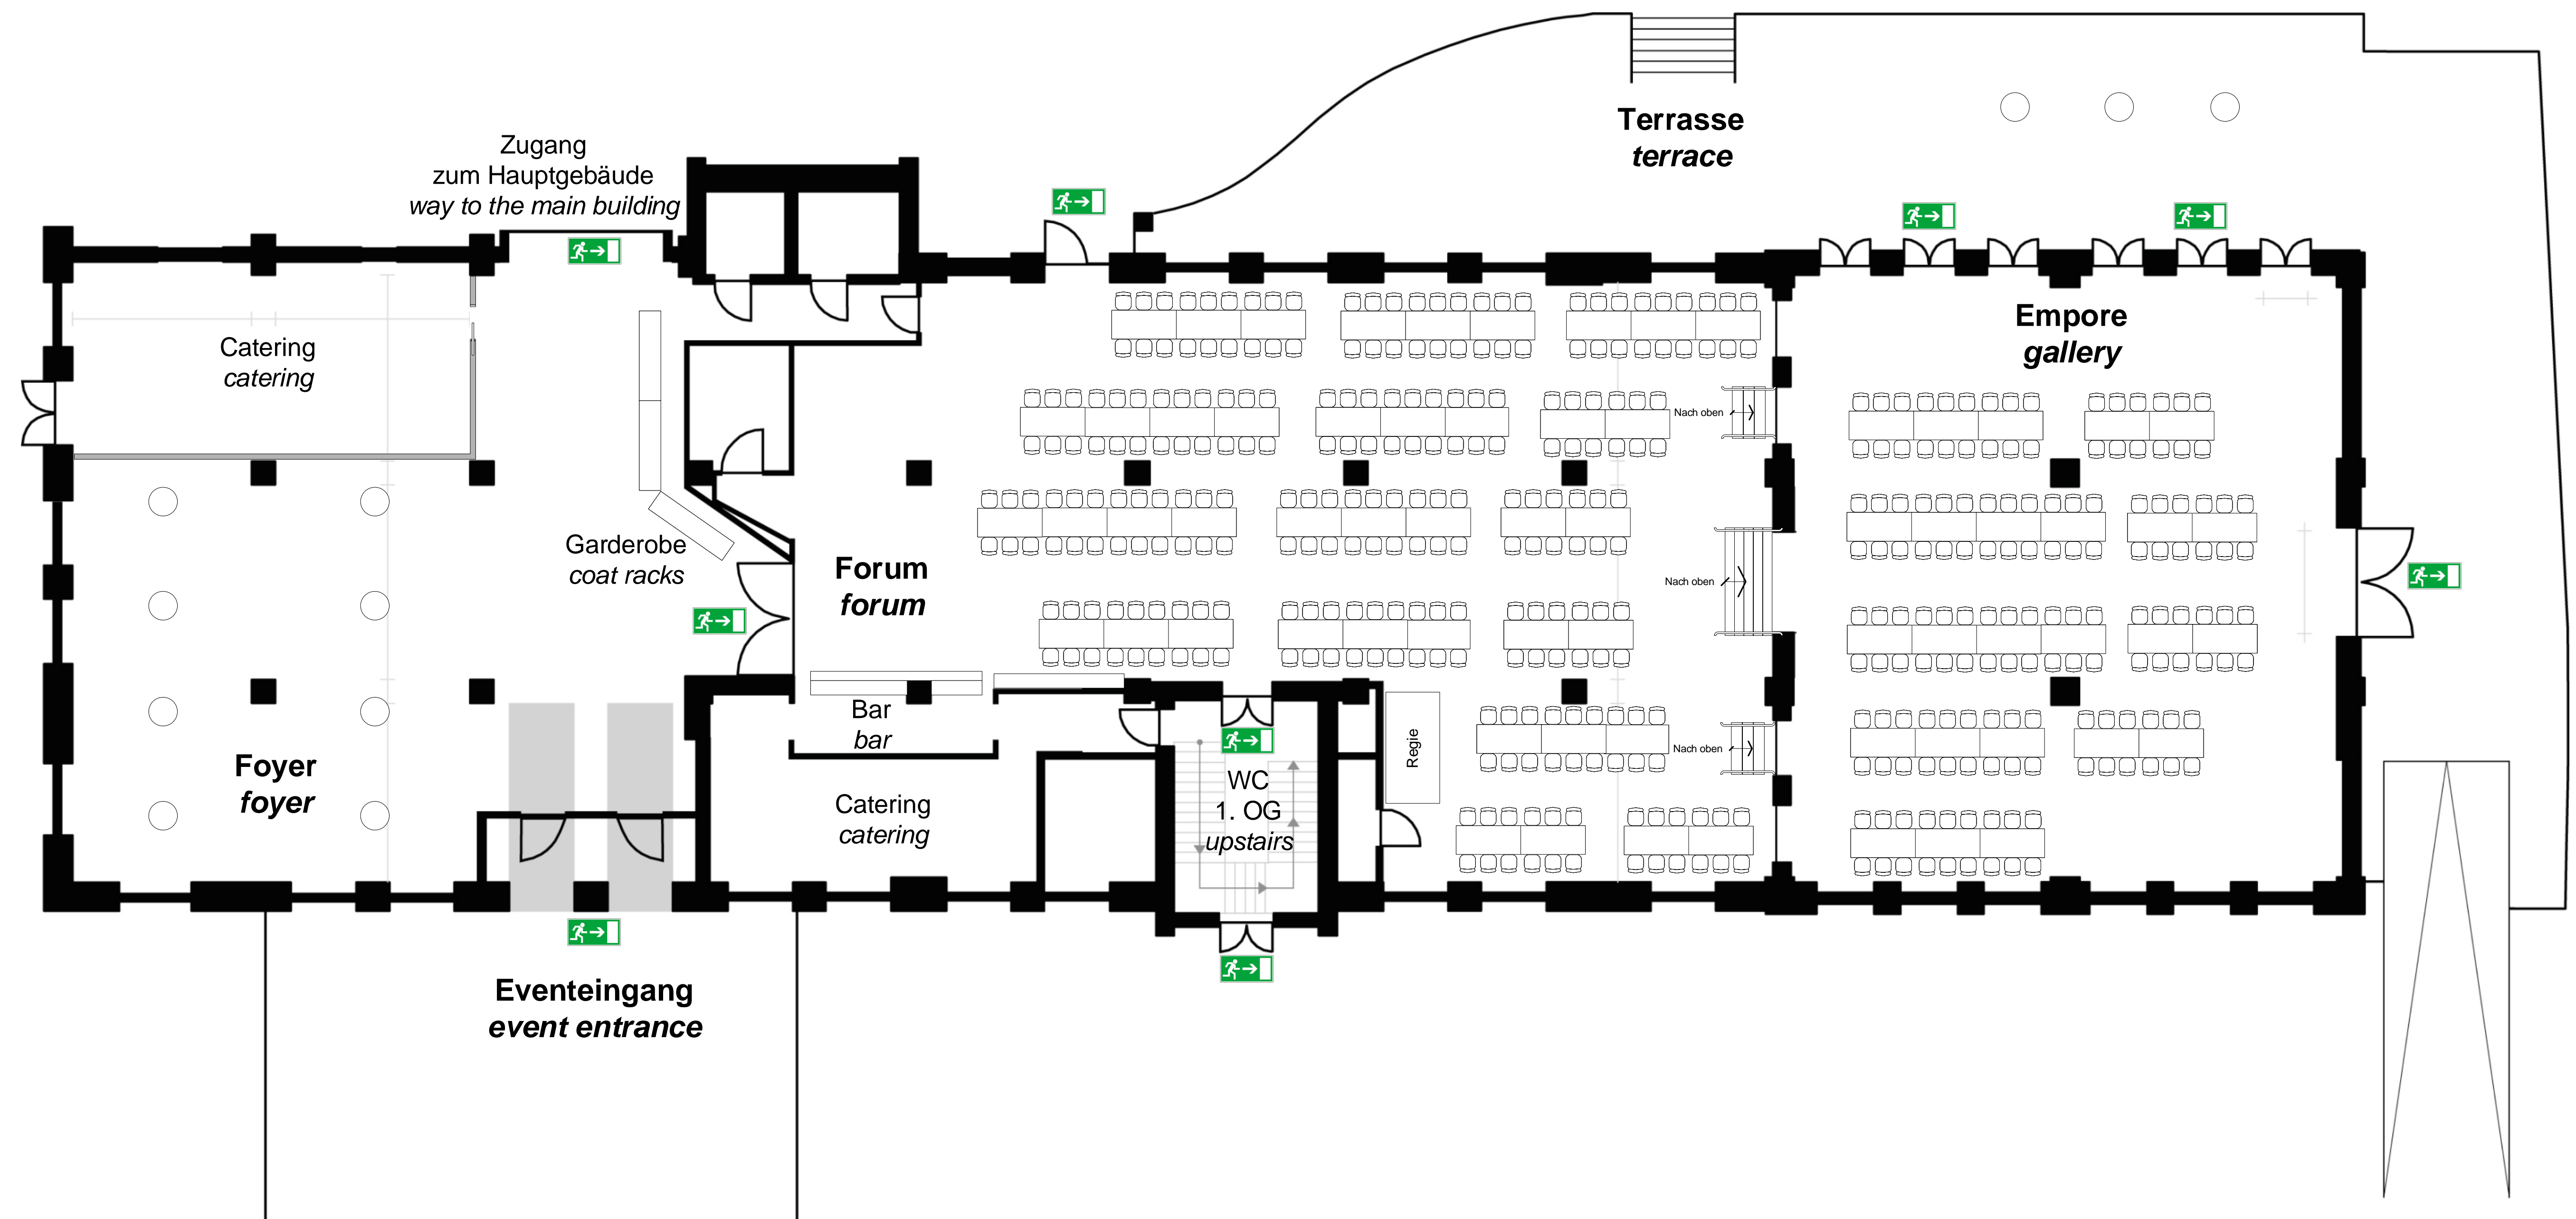 Terrasse
terrace
Zugang
zum Hauptgebäude
way to the main building
Empore
gallery
Catering
catering
Nach oben
Garderobe
coat racks
Forum
forum
Nach oben
Bar
bar
Regie
Nach oben
Foyer
foyer
WC
1. OG
upstairs
Catering
catering
Eventeingang
event entrance